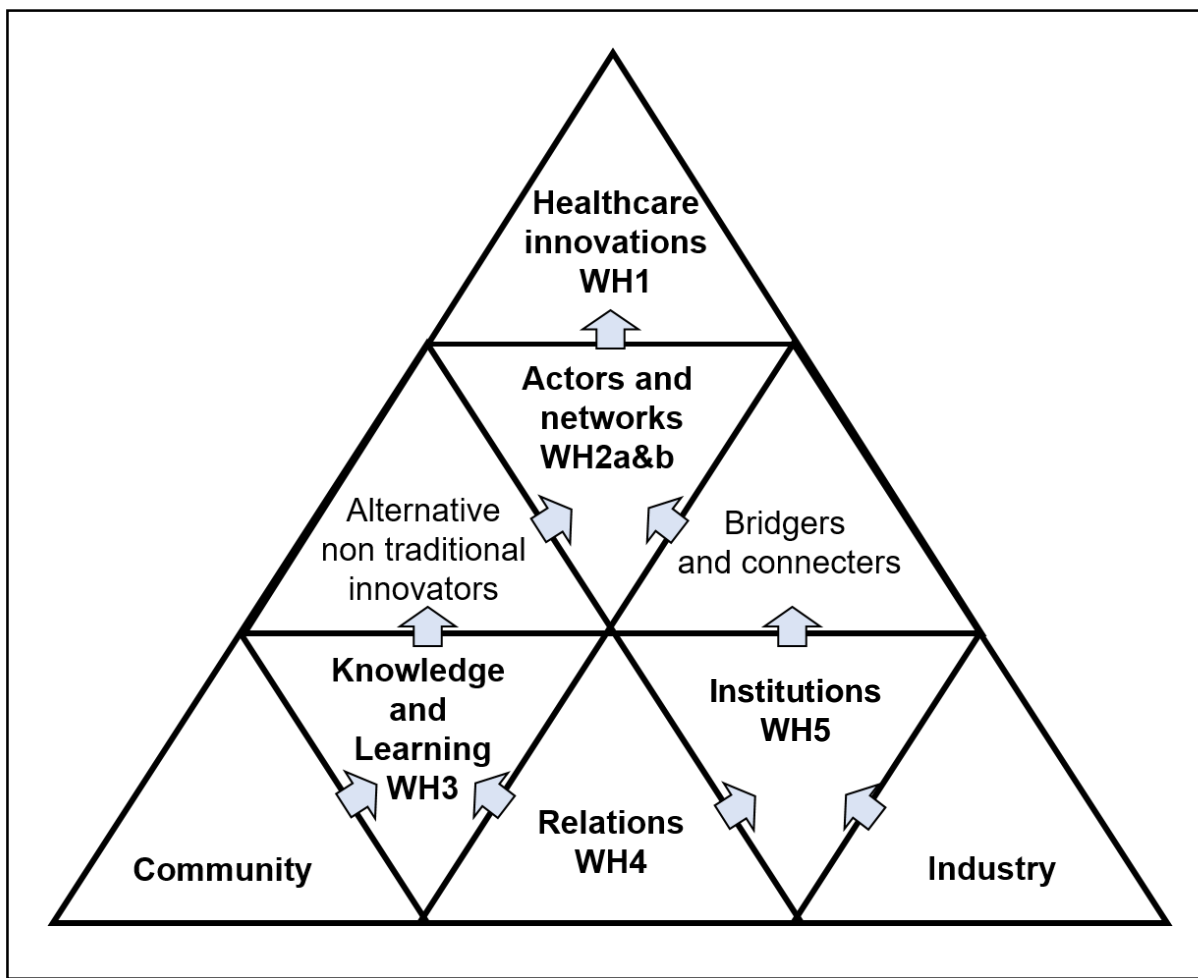 Healthcare
innovations
WH1
Actors and
networks
WH2a&b
Alternative
non traditional
innovators
Bridgers
and connecters
Knowledge
and
Learning
WH3
Institutions
WH5
Relations
WH4
Community
Industry